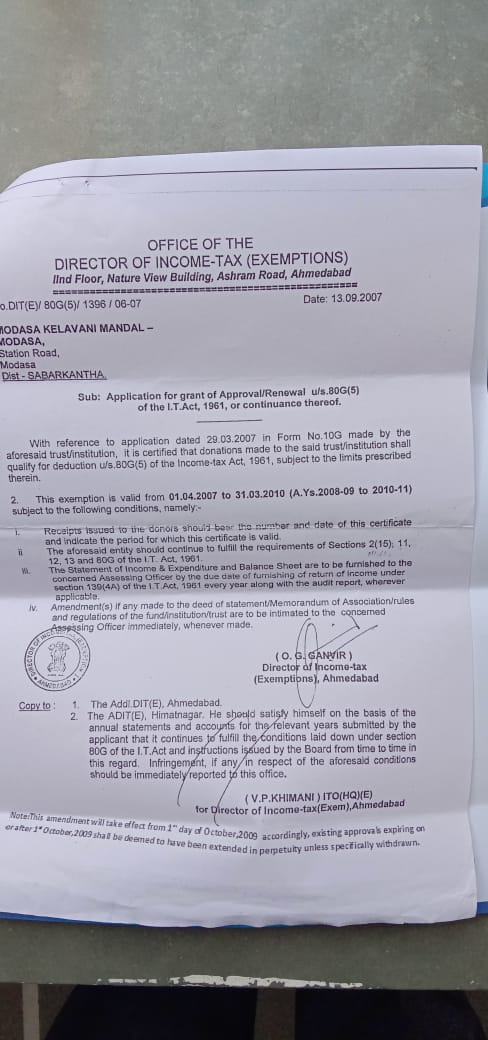 OFFICE OF THE
DIRECTOR OF INCOME-TAX (EXEMPTIONS)
IInd Floor, Nature View Building, Ashram Road, Ahmedabad
================================================
o.DIT(E)/ 80G(5)/ 1396 / 06-07 Date: 13.09.2007
MODASA KELAVANI MANDAL –
MODASA,
Station Road,
Modasa
Dist - SABARKANTHA.
Sub: Application for grant of Approval/Renewal u/s.80G(5)
of the I.T.Act, 1961, or continuance thereof.
With reference to application dated 29.03.2007 in Form No.10G made by the
aforesaid trust/institution, it is certified that donations made to the said trust/institution shall
qualify for deduction u/s.80G(5) of the Income-tax Act, 1961, subject to the limits prescribed
therein.
2. This exemption is valid from 01.04.2007 to 31.03.2010 (A.Ys.2008-09 to 2010-11)
subject to the following conditions, namely:-
i. Receipts issued to the donors should bear the number and date of this certificate
and indicate the period for which this certificate is valid.
ii The aforesaid entity should continue to fulfill the requirements of Sections 2(15), 11,
12, 13 and 80G of the I.T. Act, 1961.
iii. The Statement of Income & Expenditure and Balance Sheet are to be furnished to the
concerned Assessing Officer by the due date of furnishing of return of income under
section 139(4A) of the I.T.Act, 1961 every year along with the audit report, wherever
applicable.
iv. Amendment(s) if any made to the deed of statement/Memorandum of Association/rules
and regulations of the fund/institution/trust are to be intimated to the concerned
Assessing Officer immediately, whenever made.
DIRECTOR OF
AHMEDABAD
( O. G. GANVIR )
Director of Income-tax
(Exemptions), Ahmedabad
Copy to : 1. The Addl.DIT(E), Ahmedabad.
2. The ADIT(E), Himatnagar. He should satisfy himself on the basis of the
annual statements and accounts for the relevant years submitted by the
applicant that it continues to fulfill the conditions laid down under section
80G of the I.T.Act and instructions issued by the Board from time to time in
this regard. Infringement, if any in respect of the aforesaid conditions
should be immediately reported to this office.
( V.P.KHIMANI ) ITO(HQ)(E)
for Director of Income-tax(Exem),Ahmedabad
Note:This amendment will take effect from 1st day of October,2009 accordingly, existing approvals expiring on
or after 1st October,2009 shall be deemed to have been extended in perpetuity unless specifically withdrawn.